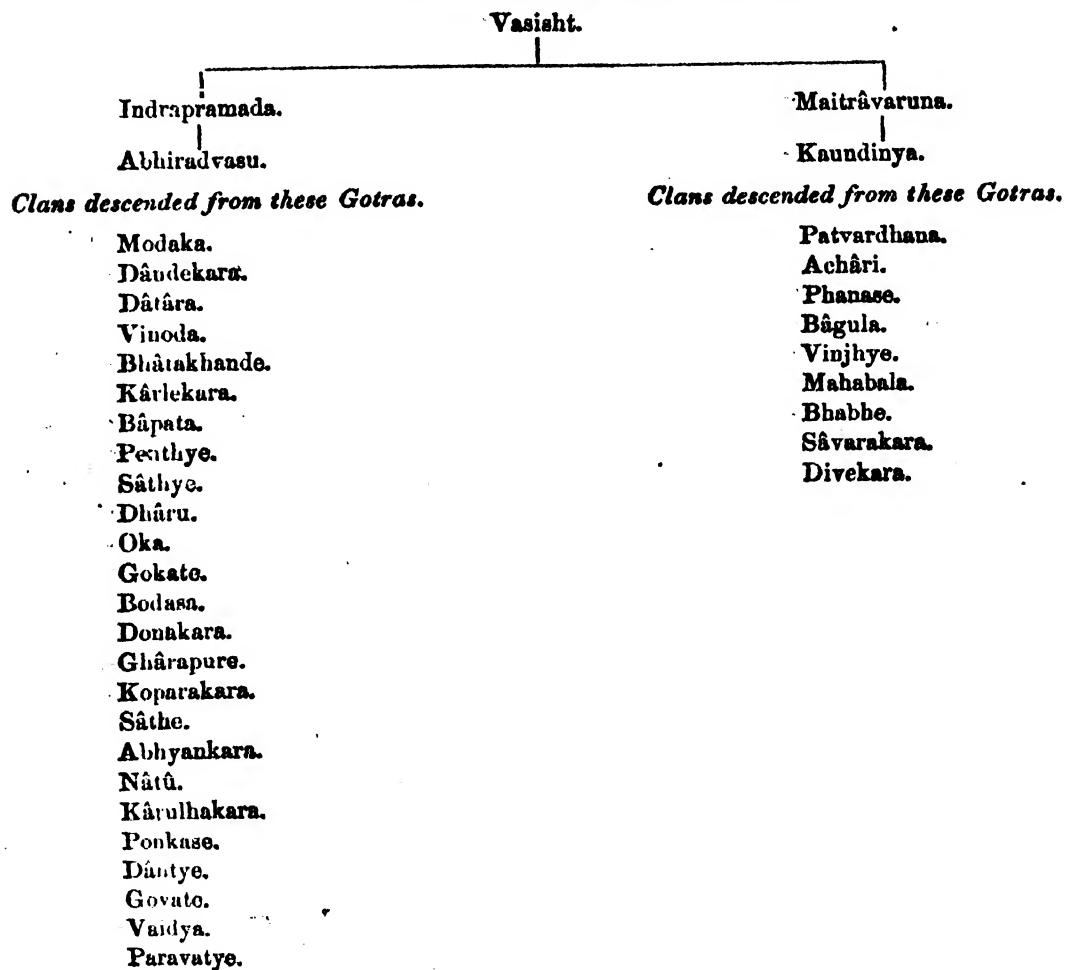 Vasisht.
Indrapramada.
Abhiradvasu.
Clans descended from these Gotras.
Modaka.
Dândekara.
Dâtâra.
Vinoda.
Bhâtakhande.
Kârlekara.
Bâpata.
Penthye.
Sâthye.
Dhâru.
Oka.
Gokate.
Bodasa.
Donakara.
Ghârapure.
Koparakara.
Sâthe.
Abhyankara.
Nâtû.
Kârulhakara.
Ponkase.
Dântye.
Govate.
Vaidya.
Paravatye.
Maitrâvaruna.
Kaundinya.
Clans descended from these Gotras.
Patvardhana.
Achâri.
Phanase.
Bâgula.
Vinjhye.
Mahabala.
Bhabhe.
Sâvarakara.
Divekara.